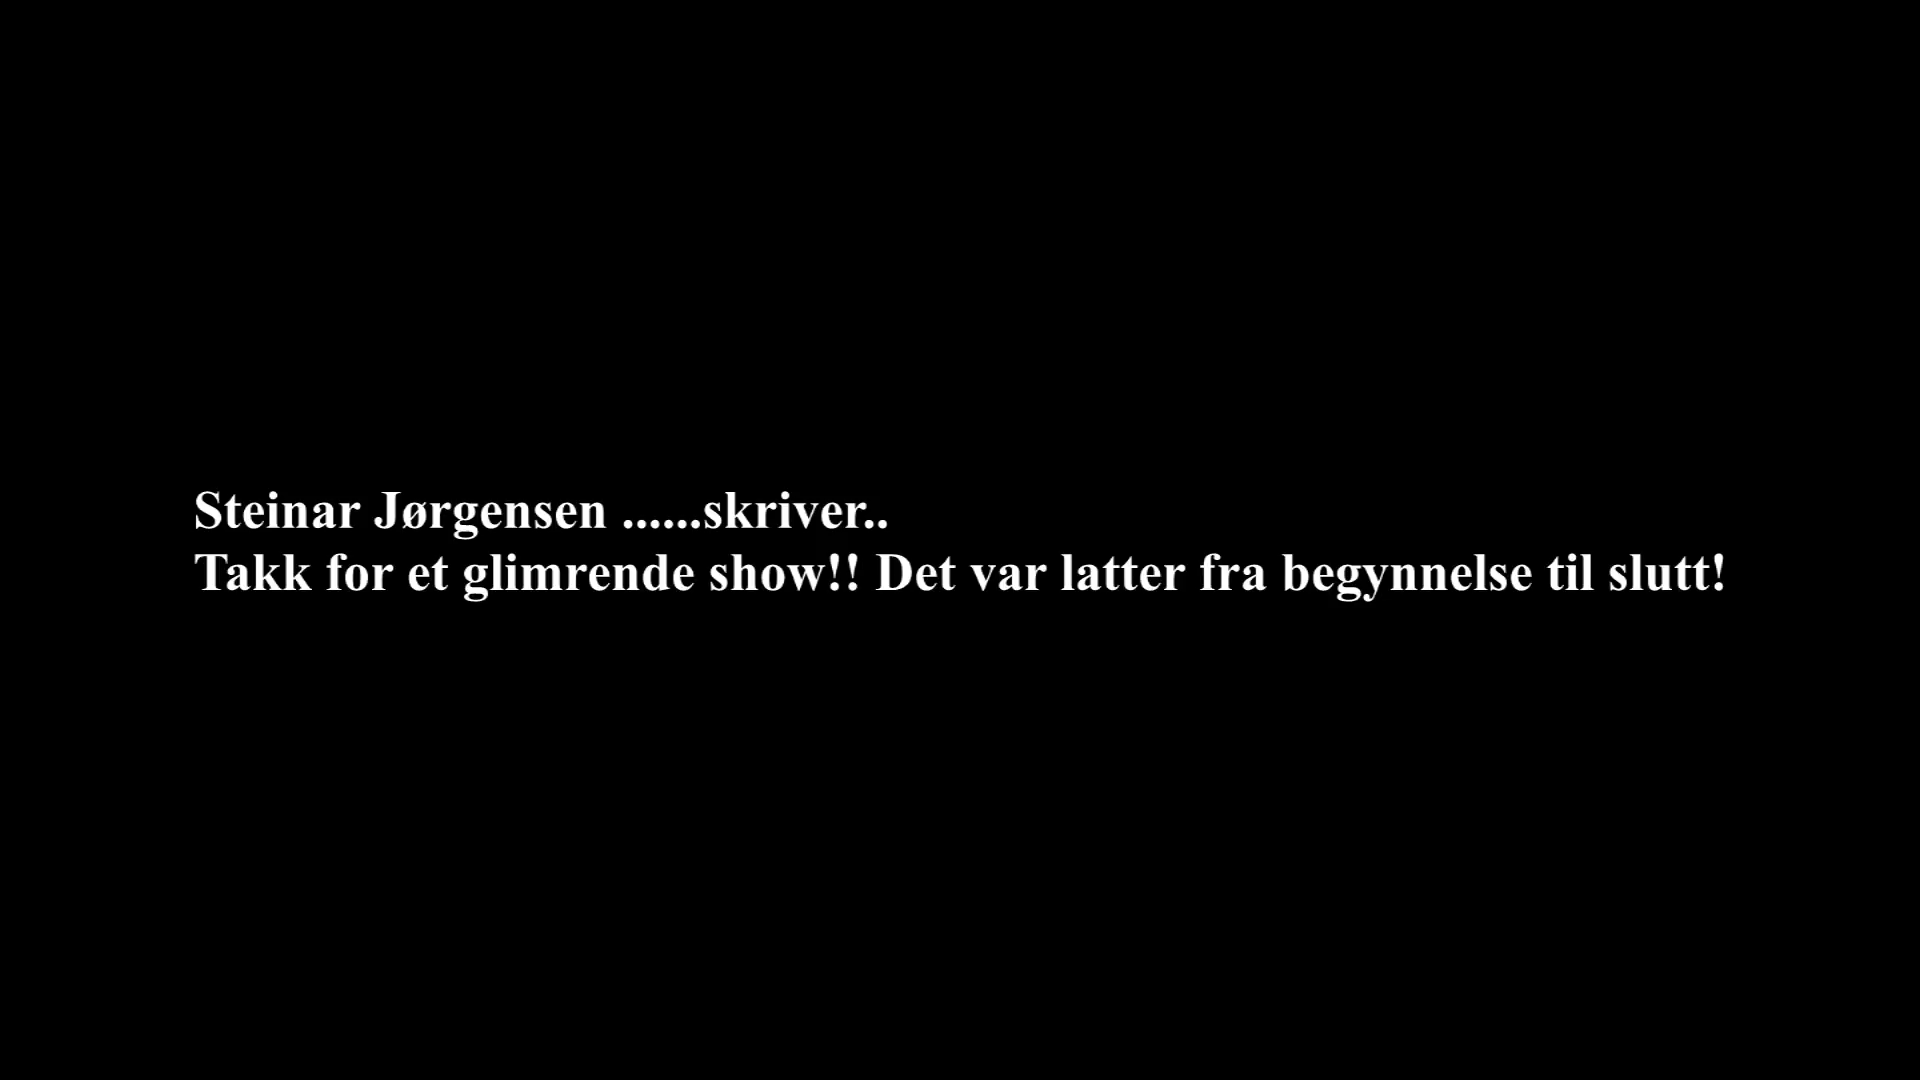 Steinar Jørgensen ......skriver..
Takk for et glimrende show!! Det var latter fra begynnelse til slutt!